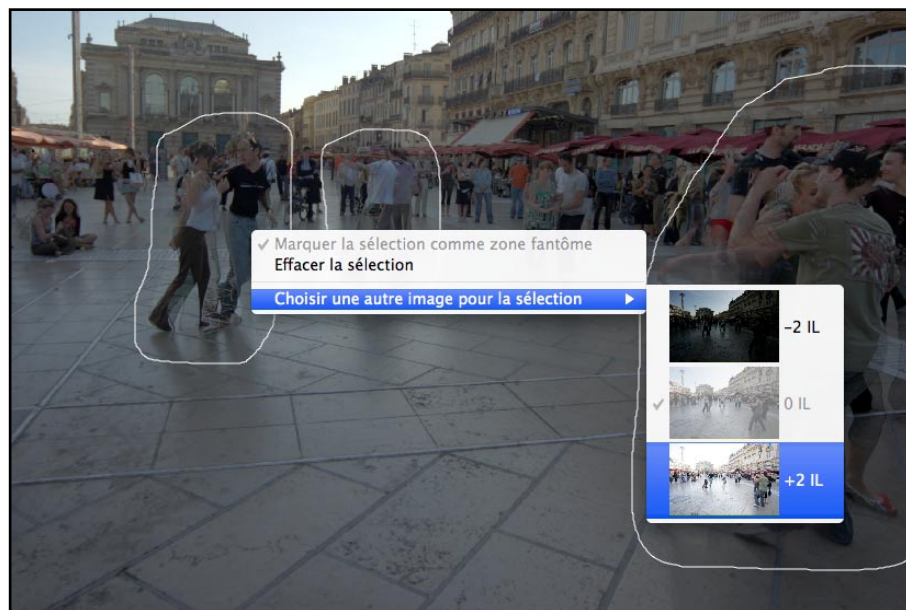 ✓ Marquer la sélection comme zone fantôme
Effacer la sélection
Choisir une autre image pour la sélection ▶
-2 IL
✓ 0 IL
+2 IL